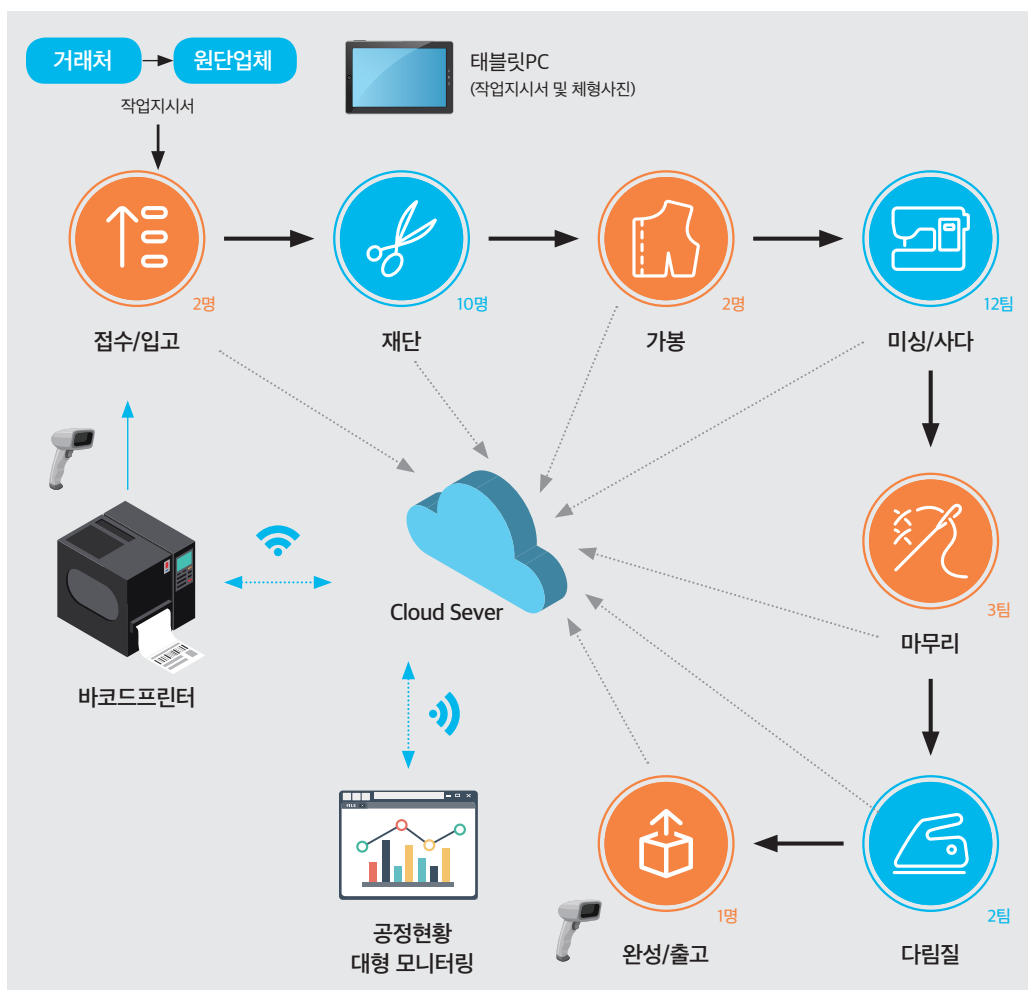 거래처
원단업체
작업지시서
태블릿PC
(작업지시서 및 체형사진)
2명
접수/입고
10명
재단
2명
가봉
12팀
미싱/사다
3팀
마무리
Cloud Sever
바코드프린터
FILE
공정현황
대형 모니터링
1명
완성/출고
2팀
다림질